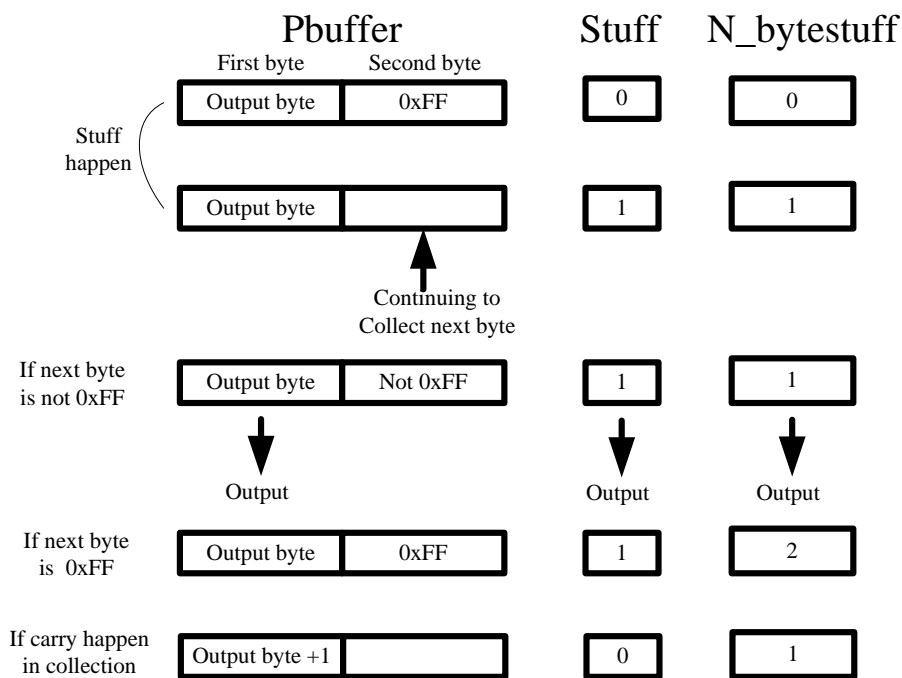 Pbuffer Stuff N_bytestuff
First byte Second byte
Output byte 0xFF 0 0
Stuff
happen
Output byte 1 1
Continuing to
Collect next byte
If next byte
is not 0xFF
Output byte Not 0xFF 1 1
Output Output Output
If next byte
is 0xFF
Output byte 0xFF 1 2
If carry happen
in collection
Output byte +1 0 1